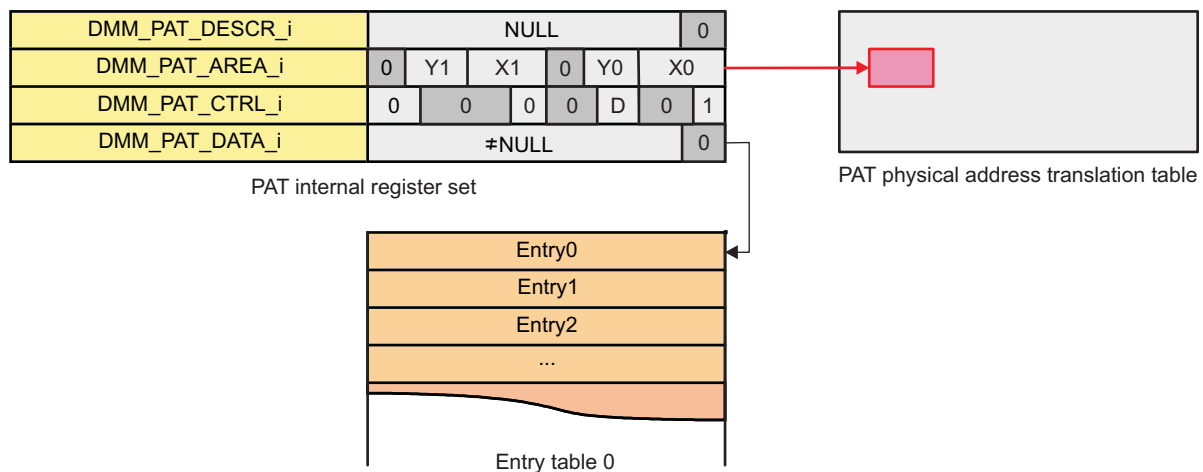 DMM_PAT_DESCR_i NULL 0
DMM_PAT_AREA_i 0 Y1 X1 0 Y0 X0
DMM_PAT_CTRL_i 0 0 0 0 D 0 1
DMM_PAT_DATA_i ≠NULL 0
PAT internal register set
PAT physical address translation table
Entry0
Entry1
Entry2
...
Entry table 0